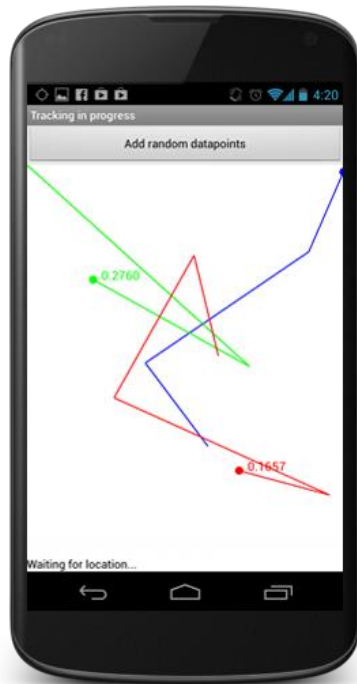 4:20
Tracking in progress
Add random datapoints
0.2760
0.1657
Waiting for location...